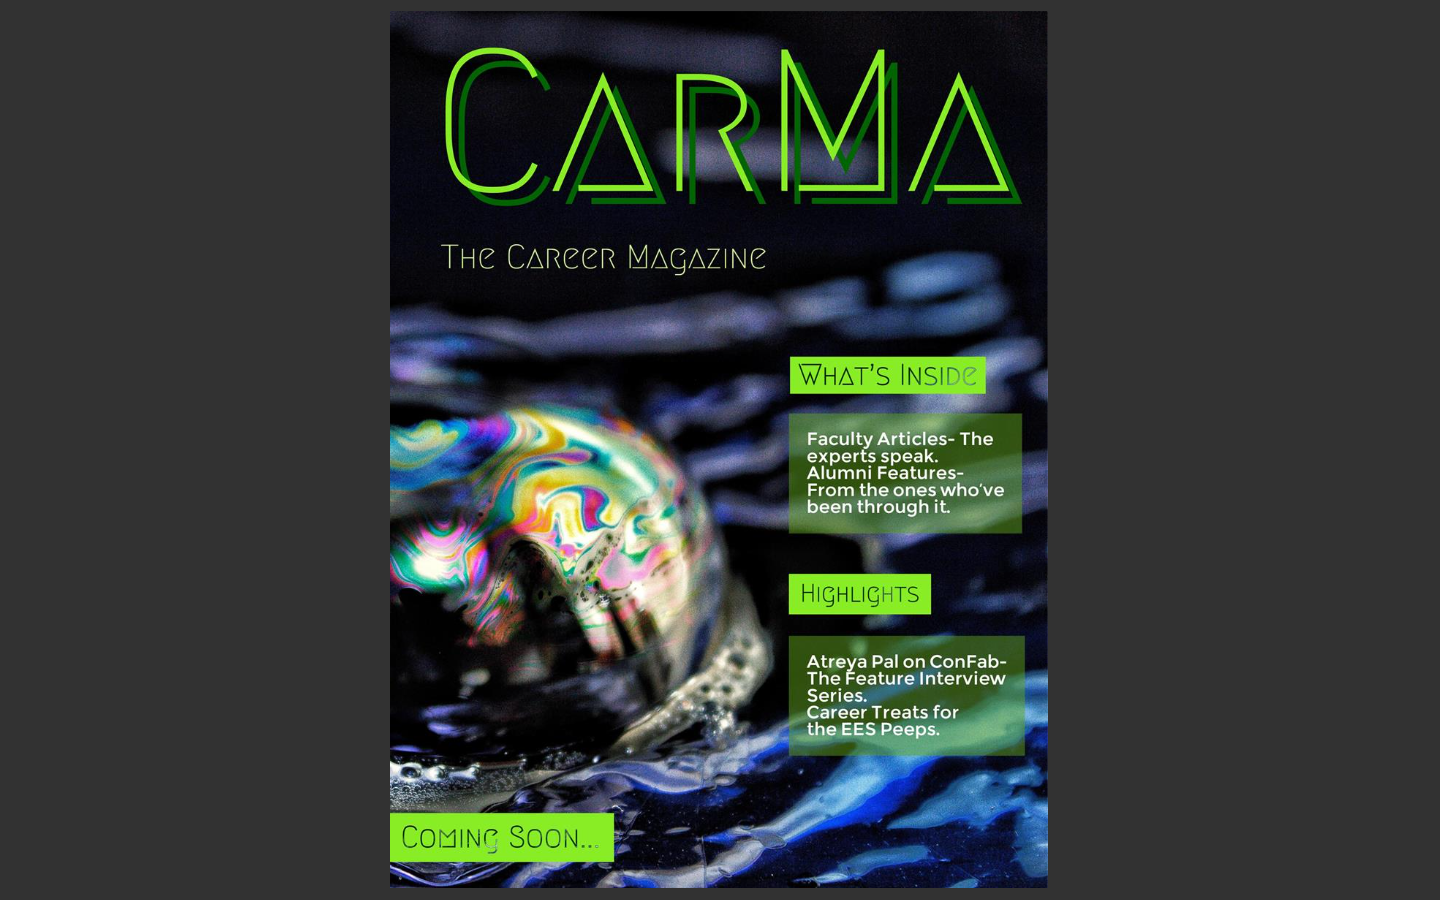 CarMa
The Career Magazine
What's Inside
Faculty Articles- The
experts speak.
Alumni Features-
From the ones who've
been through it.
Highlights
Atreya Pal on ConFab-
The Feature Interview
Series.
Career Treats for
the EES Peeps.
Coming Soon...